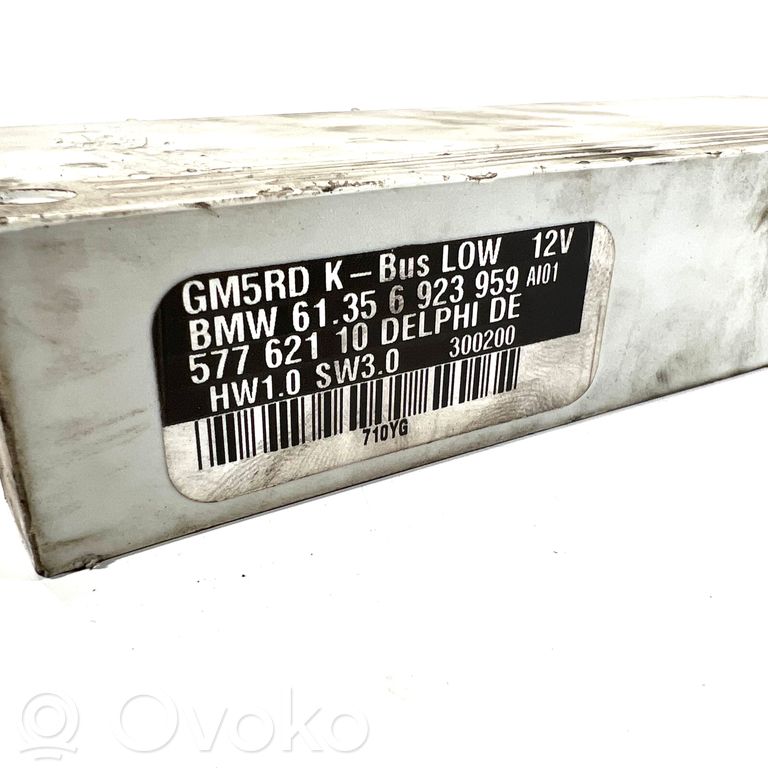 GM5RD K-Bus LOW 12V
BMW 61.35 6 923 959 AI01
577 621 10 DELPHI DE
HW1.0 SW3.0 300200
710YG
Ovoko